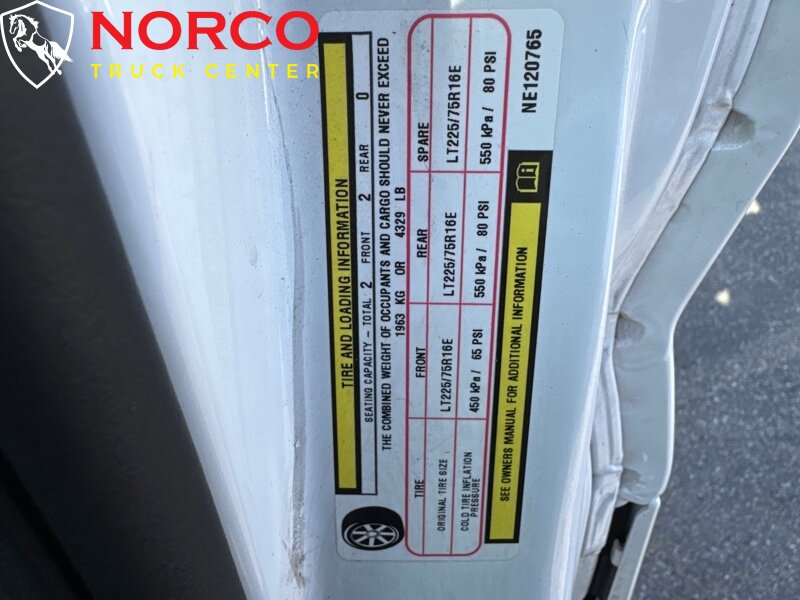 NORCO
TRUCK CENTER
TIRE AND LOADING INFORMATION
SEATING CAPACITY - TOTAL 2 FRONT 2 REAR 0
THE COMBINED WEIGHT OF OCCUPANTS AND CARGO SHOULD NEVER EXCEED
1963 KG OR 4329 LB
TIRE FRONT REAR SPARE
ORIGINAL TIRE SIZE LT225/75R16E LT225/75R16E LT225/75R16E
COLD TIRE INFLATION
PRESSURE 450 kPa / 65 PSI 550 kPa / 80 PSI 550 kPa / 80 PSI
SEE OWNERS MANUAL FOR ADDITIONAL INFORMATION
NE120765